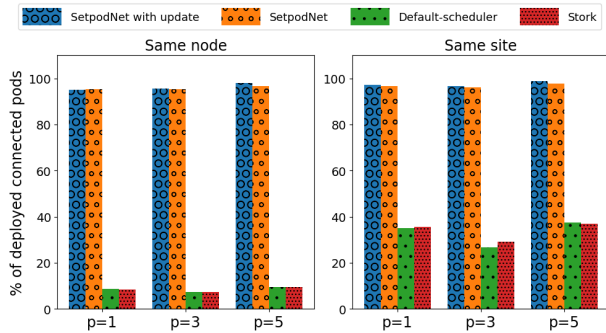 SetpodNet with update SetpodNet Default-scheduler Stork
Same node Same site
% of deployed connected pods
100 100
80 80
60 60
40 40
20 20
0 0
p=1 p=3 p=5 p=1 p=3 p=5